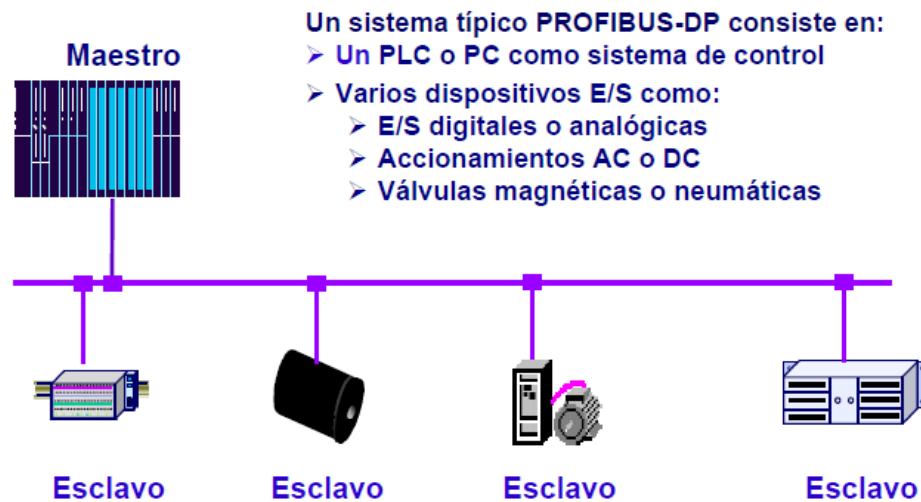 Un sistema típico PROFIBUS-DP consiste en:
Maestro
➢ Un PLC o PC como sistema de control
➢ Varios dispositivos E/S como:
➢ E/S digitales o analógicas
➢ Accionamientos AC o DC
➢ Válvulas magnéticas o neumáticas
Esclavo Esclavo Esclavo Esclavo